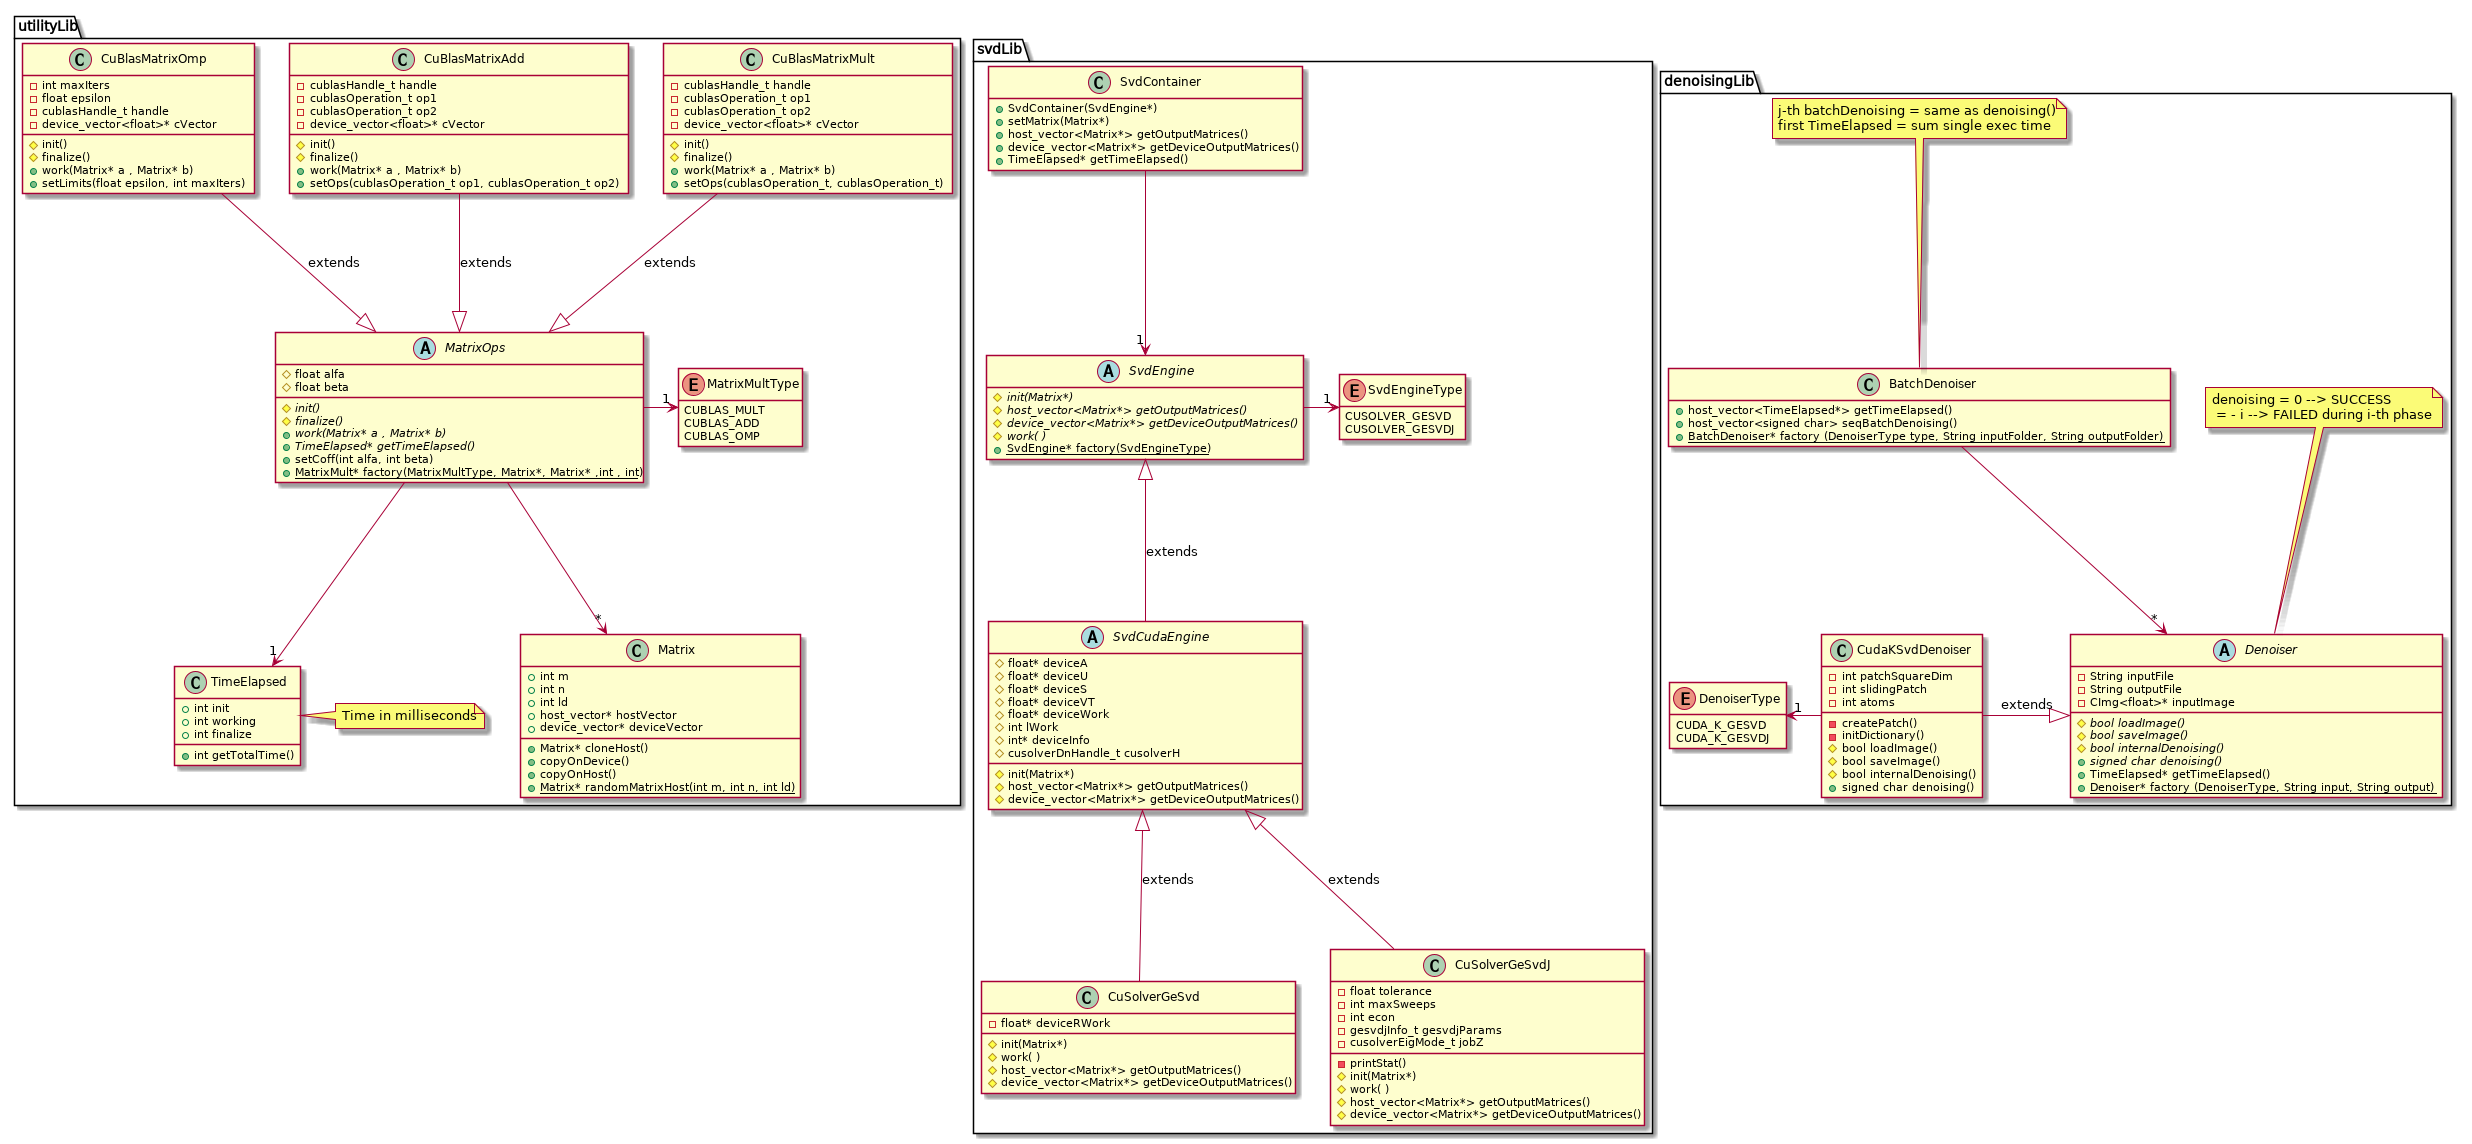 utilityLib
CuBlasMatrixOmp
int maxIters
float epsilon
cublasHandle_t handle
device_vector<float>* cVector
init()
finalize()
work(Matrix* a , Matrix* b)
setLimits(float epsilon, int maxIters)
CuBlasMatrixAdd
cublasHandle_t handle
cublasOperation_t op1
cublasOperation_t op2
device_vector<float>* cVector
init()
finalize()
work(Matrix* a , Matrix* b)
setOps(cublasOperation_t op1, cublasOperation_t op2)
CuBlasMatrixMult
cublasHandle_t handle
cublasOperation_t op1
cublasOperation_t op2
device_vector<float>* cVector
init()
finalize()
work(Matrix* a , Matrix* b)
setOps(cublasOperation_t, cublasOperation_t)
extends
extends
extends
MatrixOps
float alfa
float beta
init()
finalize()
work(Matrix* a , Matrix* b)
TimeElapsed* getTimeElapsed()
setCoff(int alfa, int beta)
MatrixMult* factory(MatrixMultType, Matrix*, Matrix* ,int , int)
1
MatrixMultType
CUBLAS_MULT
CUBLAS_ADD
CUBLAS_OMP
1
*
TimeElapsed
int init
int working
int finalize
int getTotalTime()
Time in milliseconds
Matrix
int m
int n
int ld
host_vector* hostVector
device_vector* deviceVector
Matrix* cloneHost()
copyOnDevice()
copyOnHost()
Matrix* randomMatrixHost(int m, int n, int ld)
svdLib
SvdContainer
SvdContainer(SvdEngine*)
setMatrix(Matrix*)
host_vector<Matrix*> getOutputMatrices()
device_vector<Matrix*> getDeviceOutputMatrices()
TimeElapsed* getTimeElapsed()
1
SvdEngine
init(Matrix*)
host_vector<Matrix*> getOutputMatrices()
device_vector<Matrix*> getDeviceOutputMatrices()
work( )
SvdEngine* factory(SvdEngineType)
1
SvdEngineType
CUSOLVER_GESVD
CUSOLVER_GESVDJ
extends
SvdCudaEngine
float* deviceA
float* deviceU
float* deviceS
float* deviceVT
float* deviceWork
int lWork
int* deviceInfo
cusolverDnHandle_t cusolverH
init(Matrix*)
host_vector<Matrix*> getOutputMatrices()
device_vector<Matrix*> getDeviceOutputMatrices()
extends
extends
CuSolverGeSvd
float* deviceRWork
init(Matrix*)
work( )
host_vector<Matrix*> getOutputMatrices()
device_vector<Matrix*> getDeviceOutputMatrices()
CuSolverGeSvdJ
float tolerance
int maxSweeps
int econ
gesvdjInfo_t gesvdjParams
cusolverEigMode_t jobZ
printStat()
init(Matrix*)
work( )
host_vector<Matrix*> getOutputMatrices()
device_vector<Matrix*> getDeviceOutputMatrices()
denoisingLib
j-th batchDenoising = same as denoising()
first TimeElapsed = sum single exec time
BatchDenoiser
host_vector<TimeElapsed*> getTimeElapsed()
host_vector<signed char> seqBatchDenoising()
BatchDenoiser* factory (DenoiserType type, String inputFolder, String outputFolder)
denoising = 0 --> SUCCESS
= - i --> FAILED during i-th phase
*
DenoiserType
CUDA_K_GESVD
CUDA_K_GESVDJ
1
CudaKSvdDenoiser
int patchSquareDim
int slidingPatch
int atoms
createPatch()
initDictionary()
bool loadImage()
bool saveImage()
bool internalDenoising()
signed char denoising()
extends
Denoiser
String inputFile
String outputFile
CImg<float>* inputImage
bool loadImage()
bool saveImage()
bool internalDenoising()
signed char denoising()
TimeElapsed* getTimeElapsed()
Denoiser* factory (DenoiserType, String input, String output)